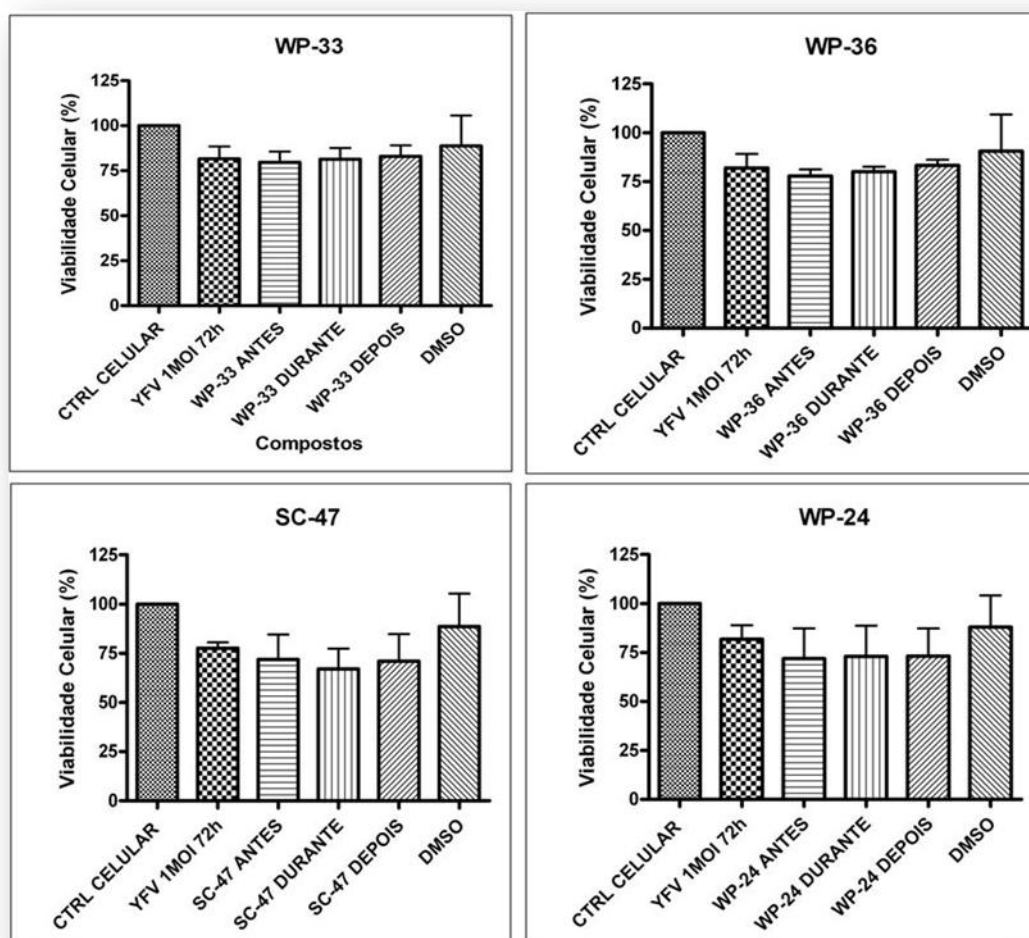 WP-33
Viabilidade Celular (%)
125
100
75
50
25
0
CTRL CELULAR
YFV 1MOI 72h
WP-33 ANTES
WP-33 DURANTE
WP-33 DEPOIS
DMSO
Compostos
WP-36
Viabilidade Celular (%)
125
100
75
50
25
0
CTRL CELULAR
YFV 1MOI 72h
WP-36 ANTES
WP-36 DURANTE
WP-36 DEPOIS
DMSO
SC-47
Viabilidade Celular (%)
125
100
75
50
25
0
CTRL CELULAR
YFV 1MOI 72h
SC-47 ANTES
SC-47 DURANTE
SC-47 DEPOIS
DMSO
WP-24
Viabilidade Celular (%)
125
100
75
50
25
0
CTRL CELULAR
YFV 1MOI 72h
WP-24 ANTES
WP-24 DURANTE
WP-24 DEPOIS
DMSO